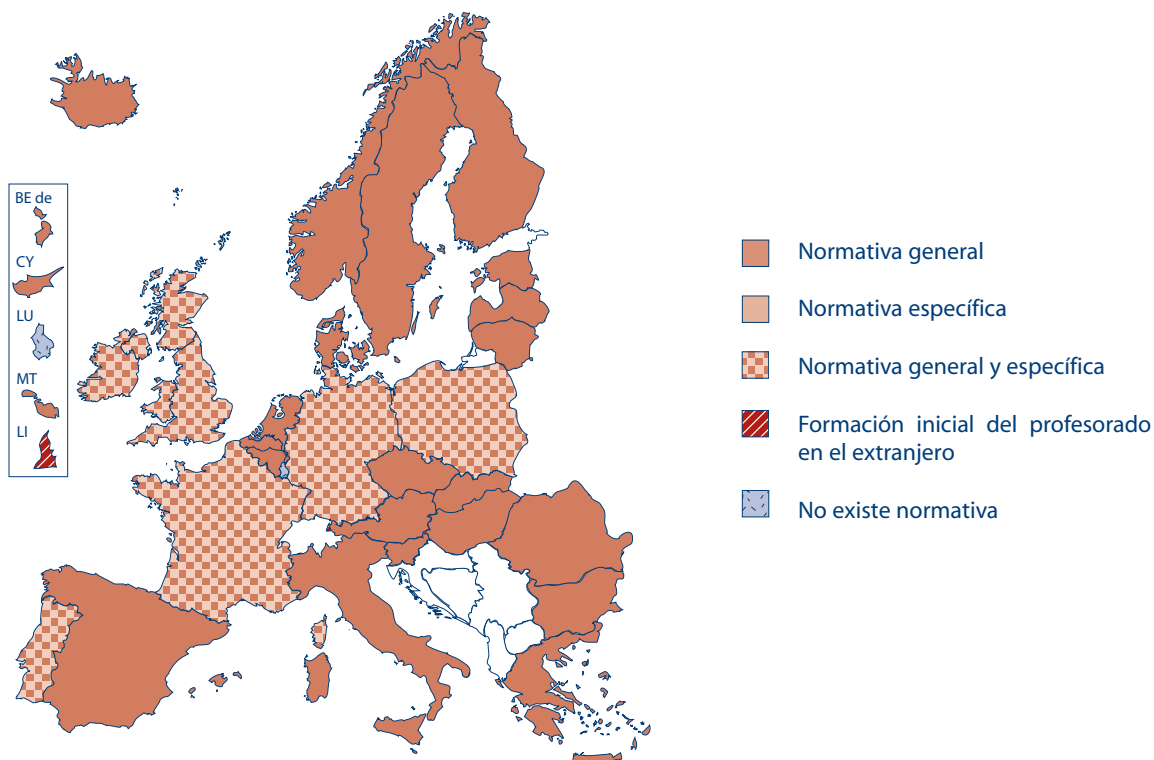 BE de
CY
LU
MT
LI
Normativa general
Normativa específica
Normativa general y específica
Formación inicial del profesorado
en el extranjero
No existe normativa